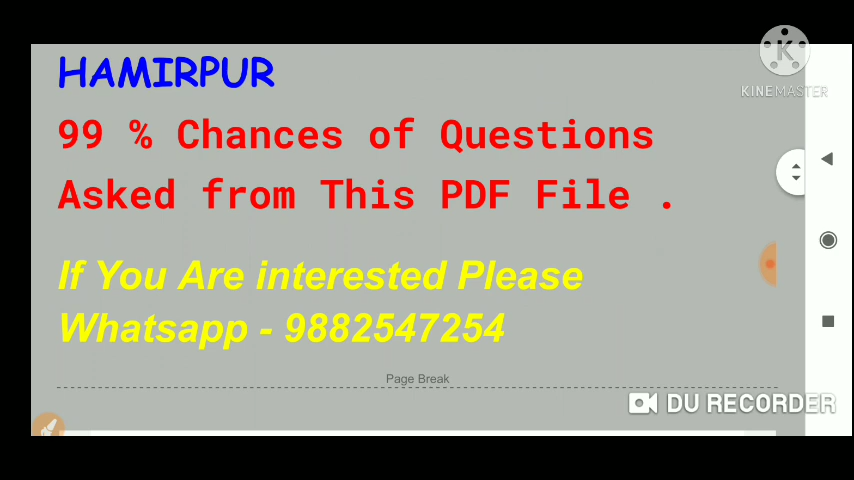 HAMIRPUR
K
KINEMASTER
99 % Chances of Questions
Asked from This PDF File .
If You Are interested Please
Whatsapp - 9882547254
Page Break
DU RECORDER